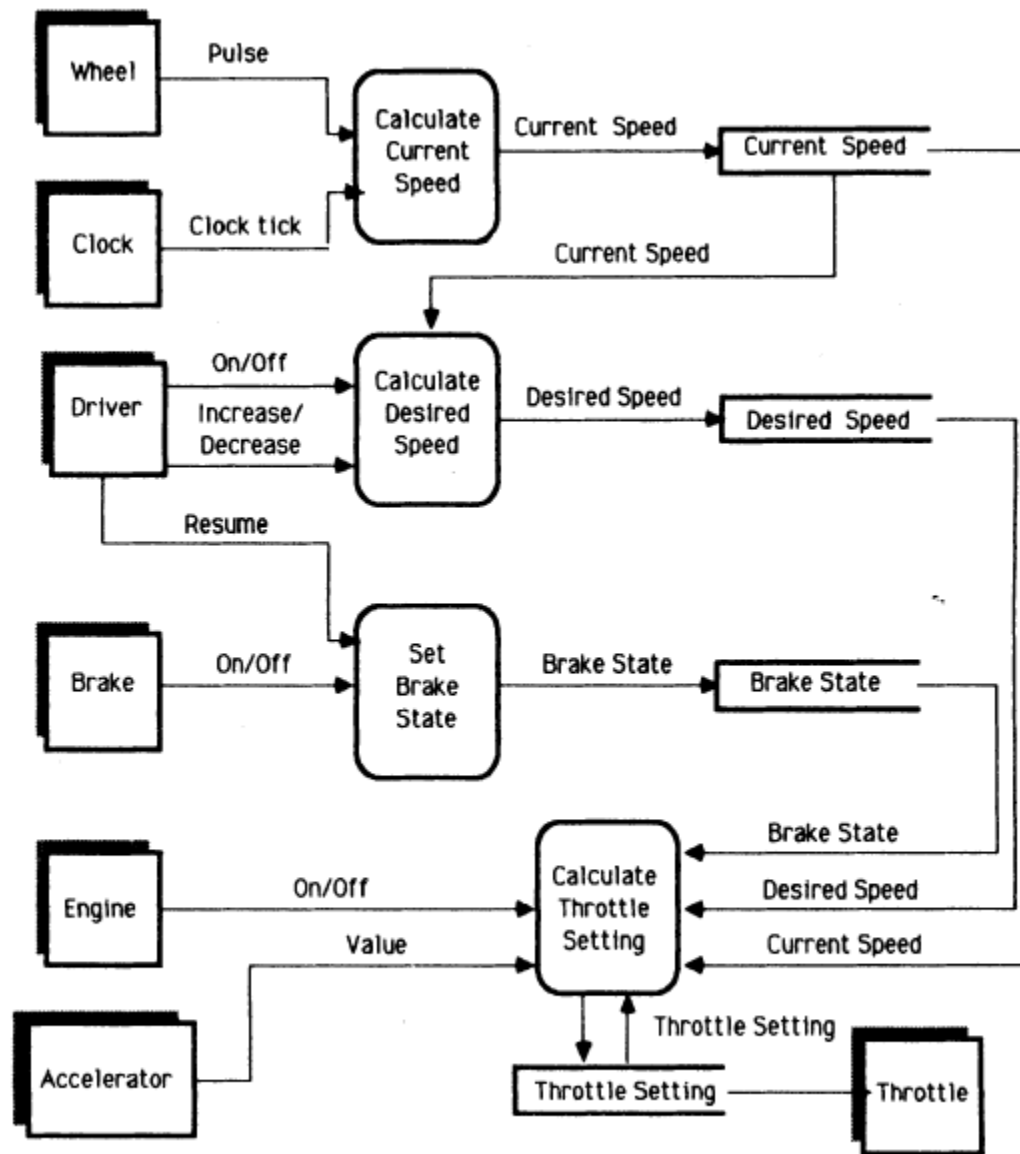 Wheel
Pulse
Calculate
Current
Speed
Current Speed
Current Speed
Clock
Clock tick
Current Speed
Driver
On/Off
Increase/
Decrease
Calculate
Desired
Speed
Desired Speed
Desired Speed
Resume
Brake
On/Off
Set
Brake
State
Brake State
Brake State
Engine
On/Off
Value
Calculate
Throttle
Setting
Brake State
Desired Speed
Current Speed
Accelerator
Throttle Setting
Throttle Setting
Throttle